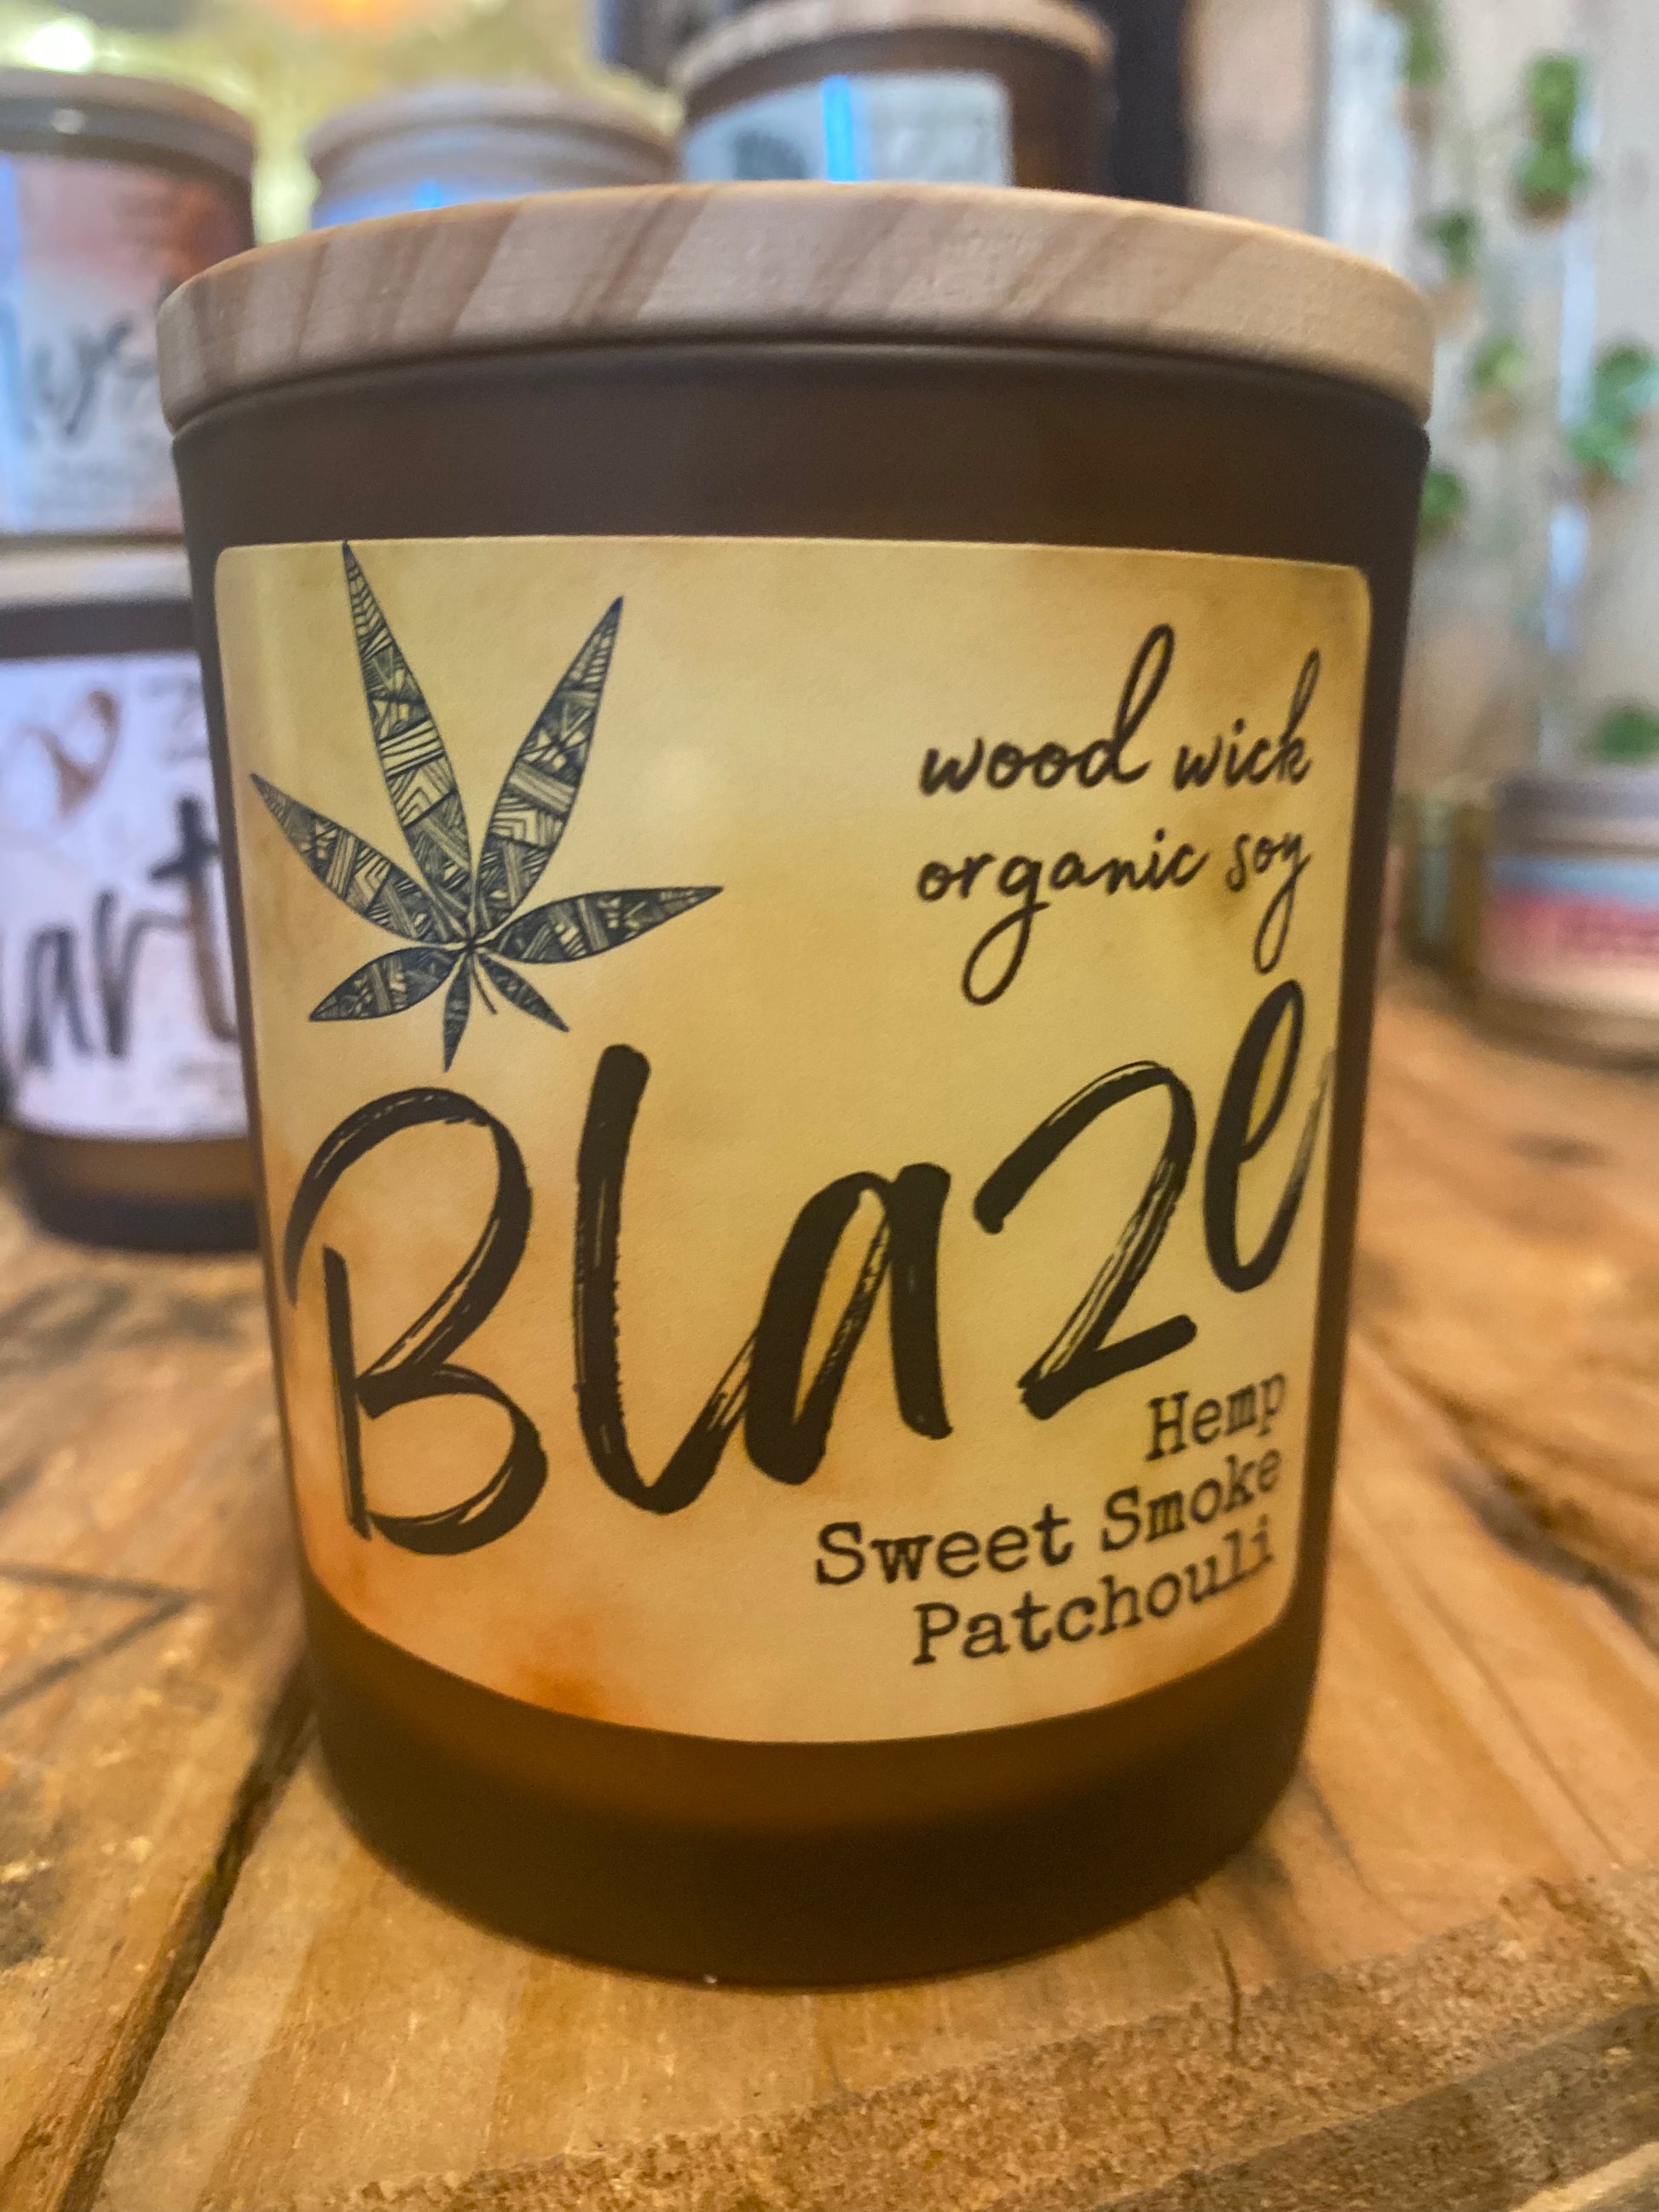 wood wick
organic soy
Blaze
Hemp
Sweet Smoke
Patchouli